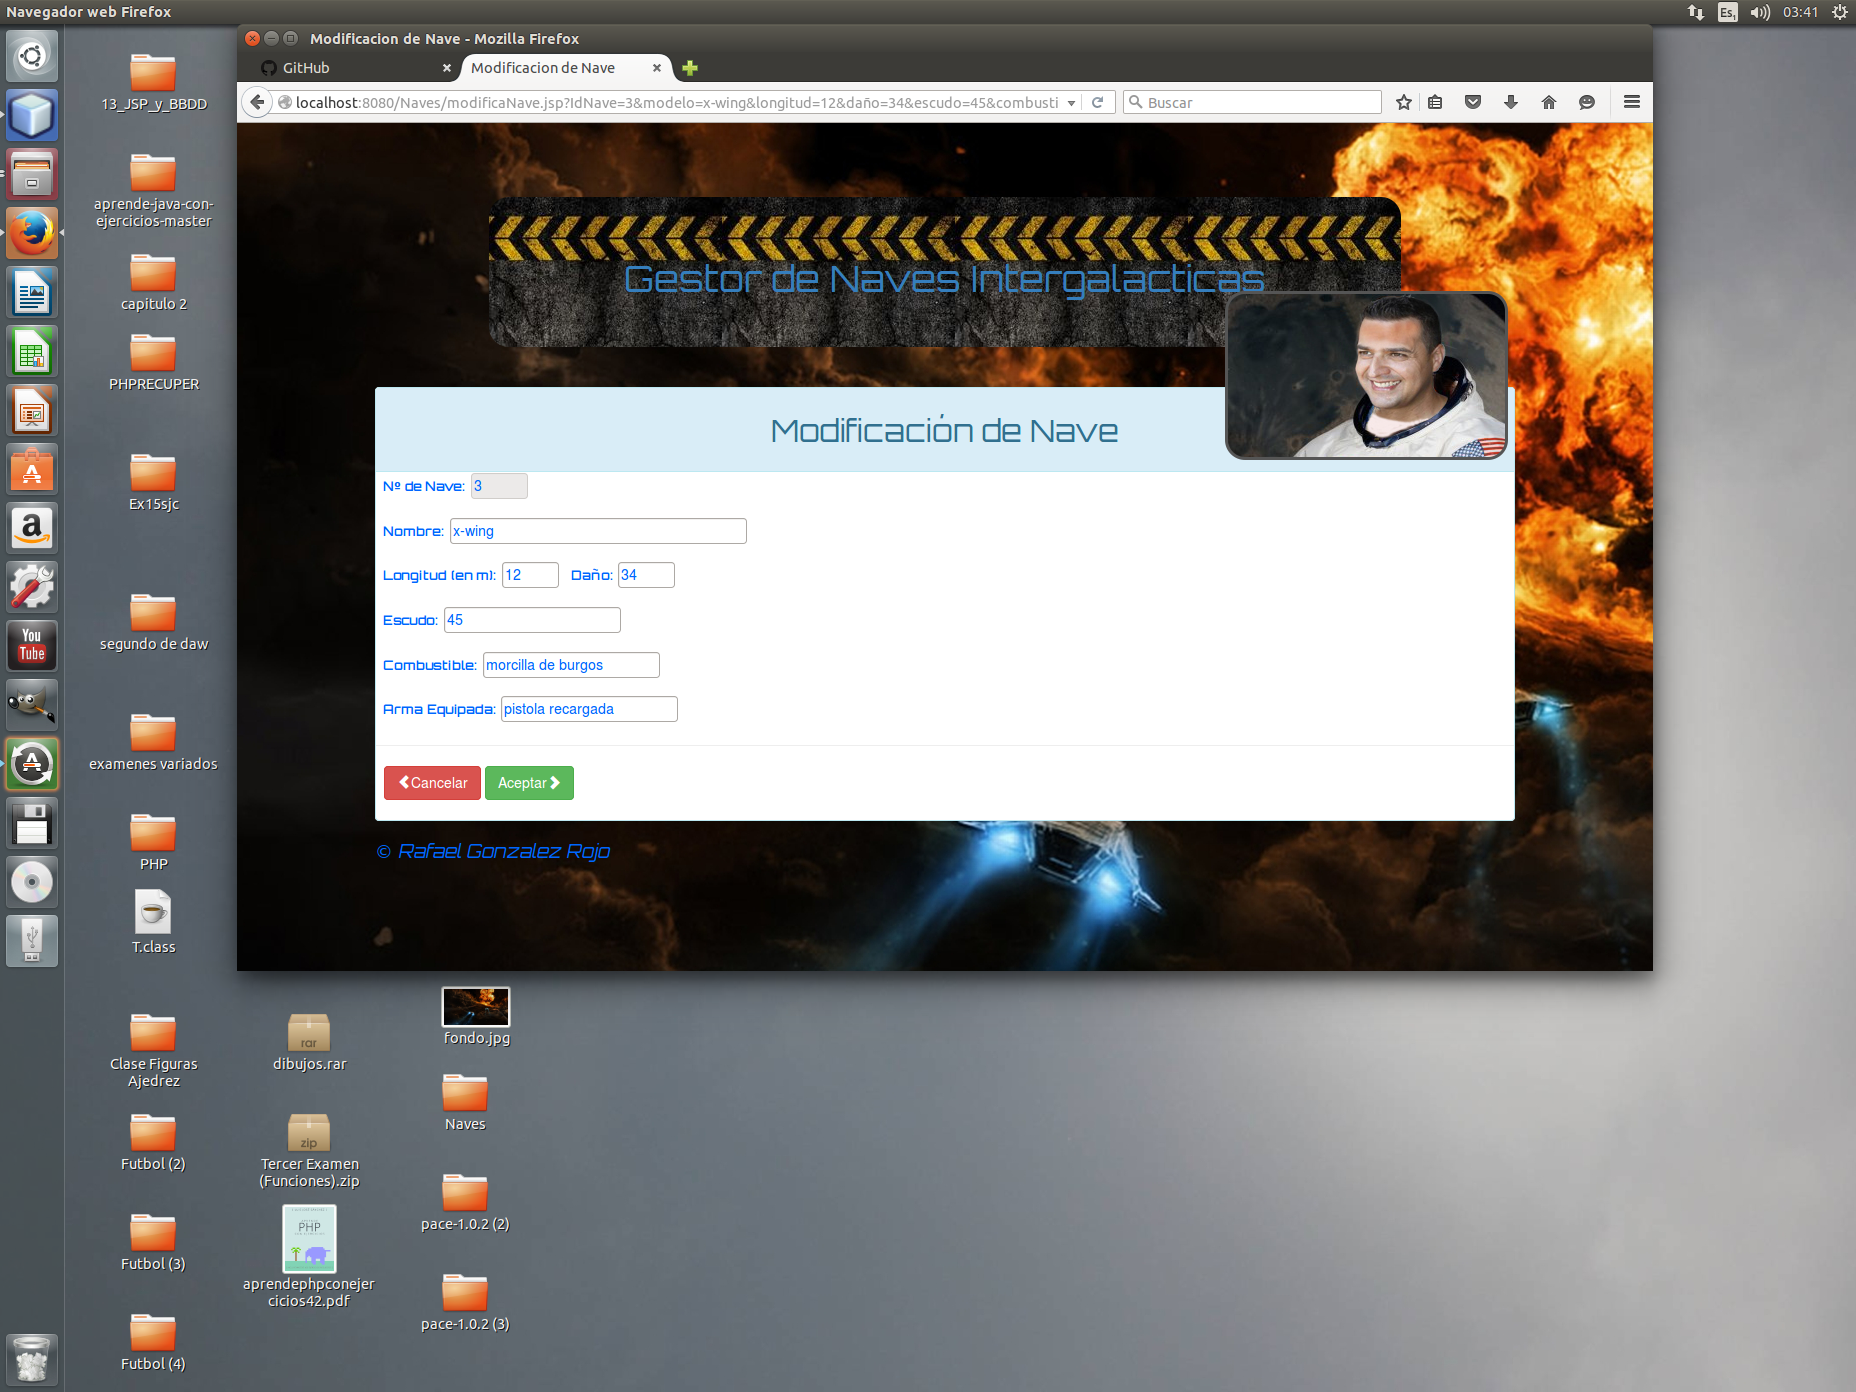 Navegador web Firefox
Es1
03:41
Modificacion de Nave - Mozilla Firefox
GitHub
Modificacion de Nave
localhost:8080/Naves/modificaNave.jsp?IdNave=3&modelo=x-wing&longitud=12&daño=34&escudo=45&combusti
Buscar
Gestor de Naves Intergalacticas
Modificación de Nave
Nº de Nave: 3
Nombre: x-wing
Longitud (en m): 12 Daño: 34
Escudo: 45
Combustible: morcilla de burgos
Arma Equipada: pistola recargada
Cancelar Aceptar
© Rafael Gonzalez Rojo
13_JSP_y_BBDD
aprende-java-con-
ejercicios-master
capitulo 2
PHPRECUPER
Ex15sjc
segundo de daw
examenes variados
PHP
T.class
Clase Figuras
Ajedrez
Futbol (2)
Futbol (3)
Futbol (4)
rar
dibujos.rar
zip
Tercer Examen
(Funciones).zip
PHP
aprendephpconejer
cicios42.pdf
fondo.jpg
Naves
pace-1.0.2 (2)
pace-1.0.2 (3)
You
Tube
a